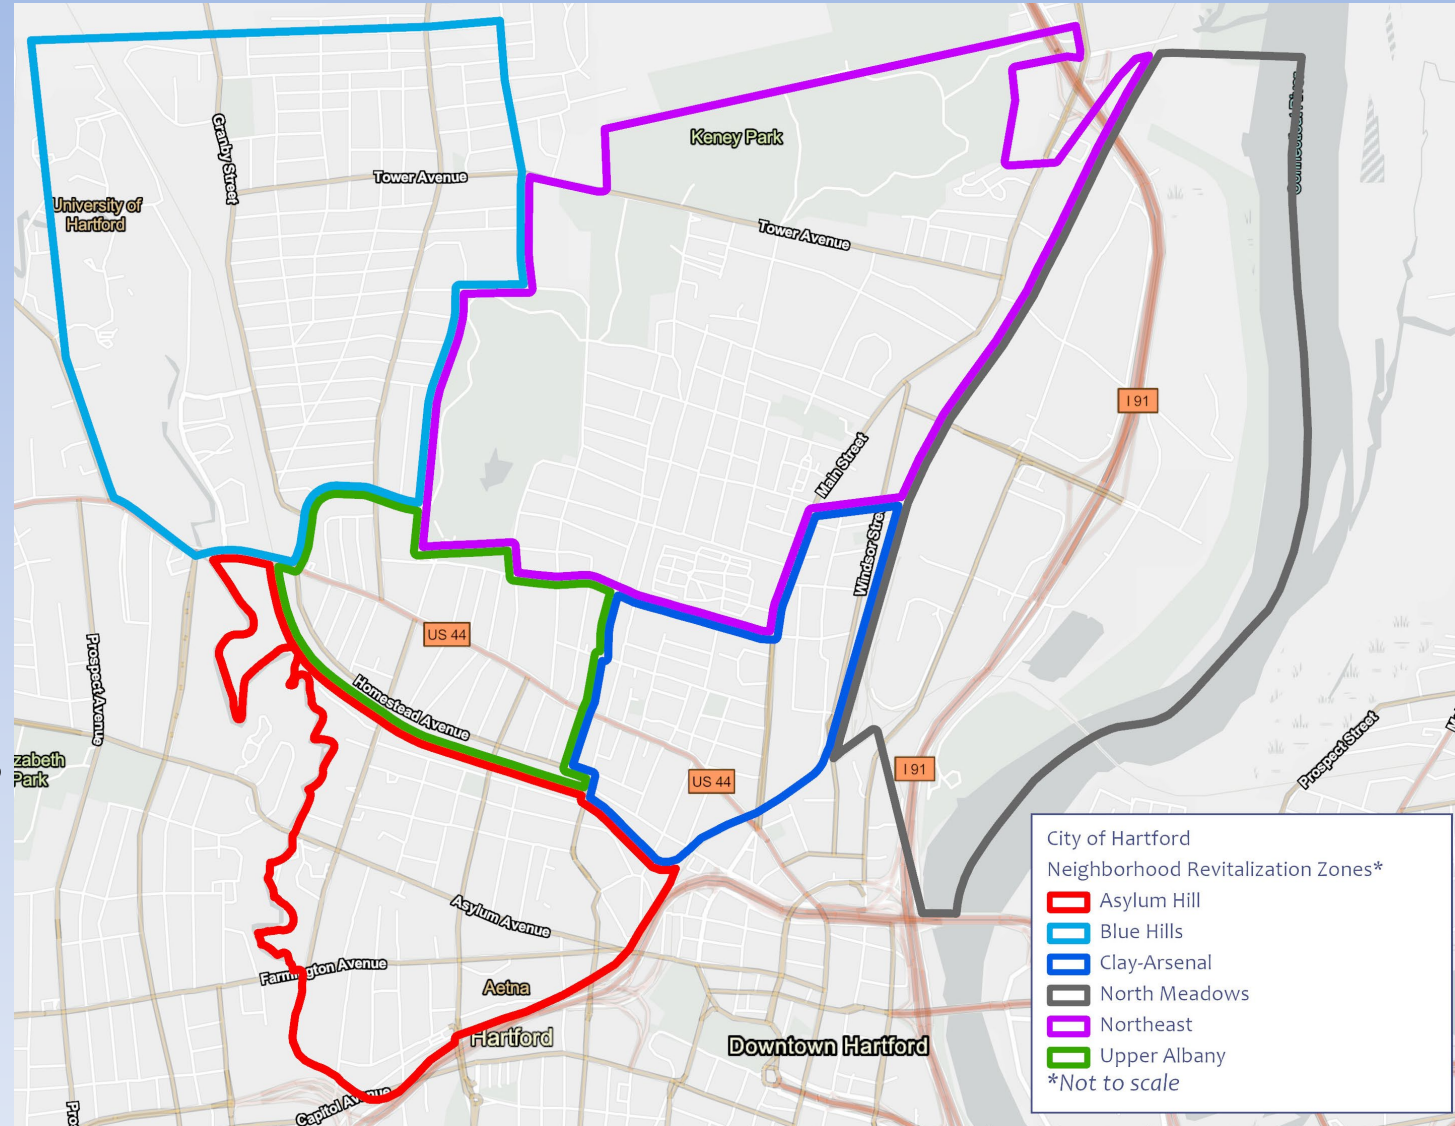 Granby Street
Keney Park
Tower Avenue
University of
Hartford
Tower Avenue
I 91
Main Street
Windsor Stre
US 44
Prospect Avenue
Homestead Avenue
Prospect Street
zabeth
Park
US 44
I 91
Asylum Avenue
Farmington Avenue
Aetna
Hartford
Downtown Hartford
Capitol Avenue
Pro
City of Hartford
Neighborhood Revitalization Zones*
Asylum Hill
Blue Hills
Clay-Arsenal
North Meadows
Northeast
Upper Albany
*Not to scale